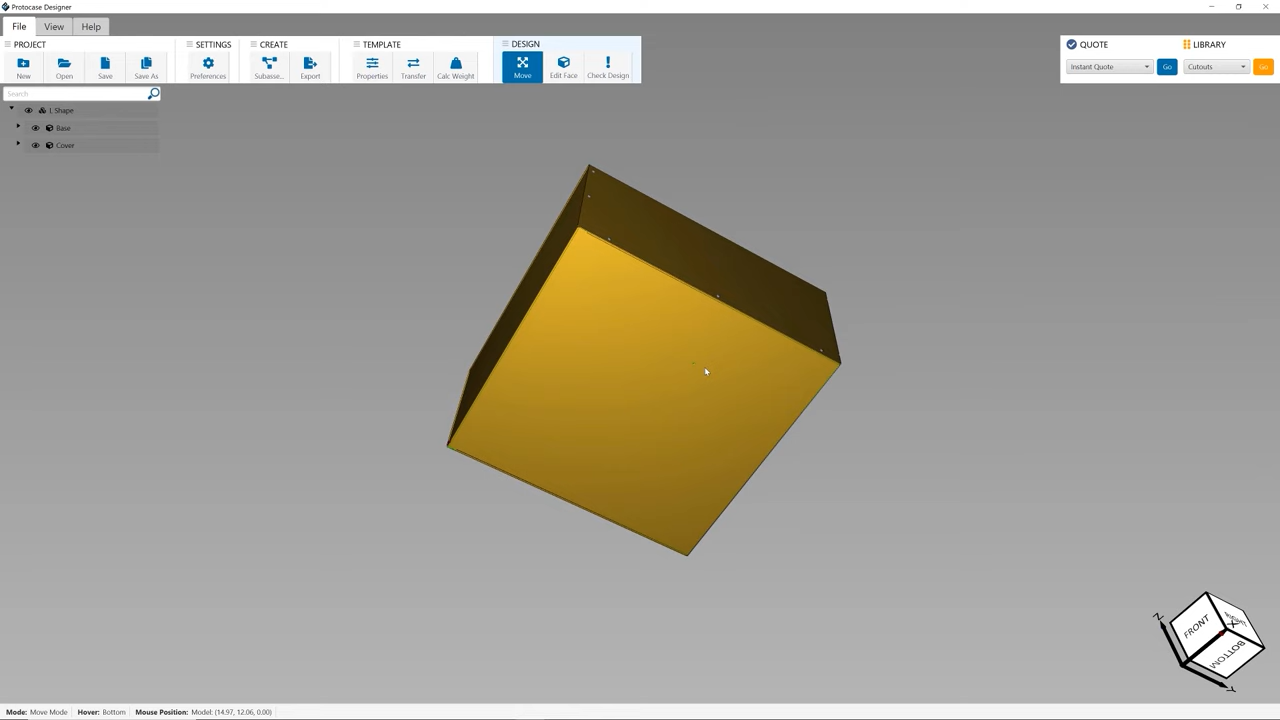 Protocase Designer
File View Help
PROJECT SETTINGS CREATE TEMPLATE DESIGN QUOTE LIBRARY
New Open Save Save As Preferences Subasse... Export Properties Transfer Calc Weight Move Edit Face Check Design
Instant Quote Go Cutouts Go
Search
L Shape
Base
Cover
Z
FRONT
X
BOTTOM
Y
Mode: Move Mode Hover: Bottom Mouse Position: Model: (14.97, 12.06, 0.00)